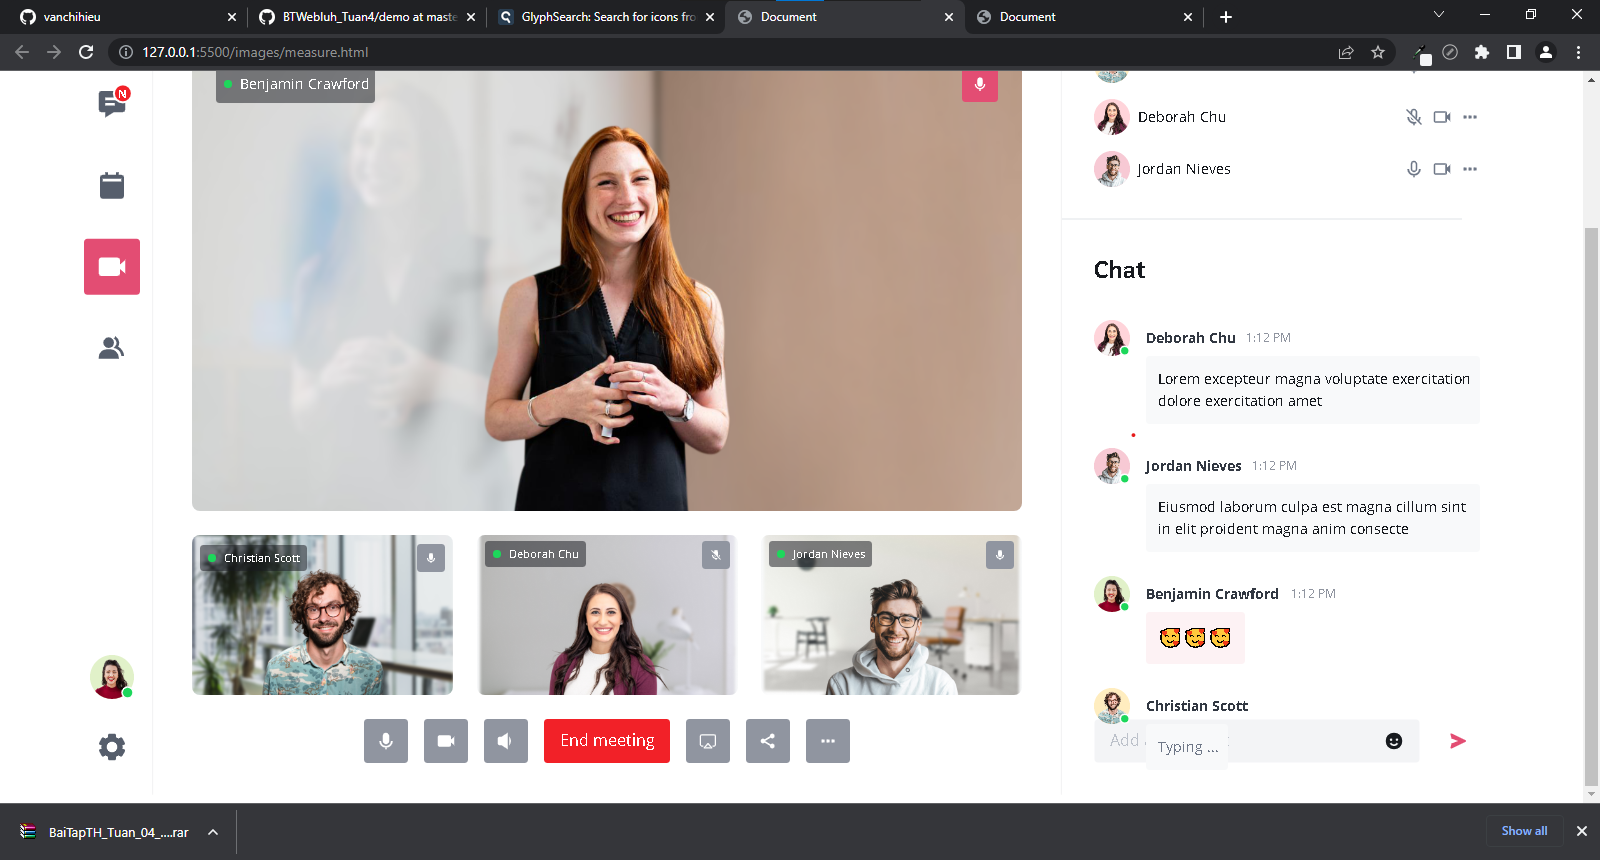 vanchihieu
BTWebluh_Tuan4/demo at maste
GlyphSearch: Search for icons fro
Document
Document
127.0.0.1:5500/images/measure.html
N
Benjamin Crawford
Deborah Chu
Jordan Nieves
Chat
Deborah Chu 1:12 PM
Lorem excepteur magna voluptate exercitation
dolore exercitation amet
Jordan Nieves 1:12 PM
Eiusmod laborum culpa est magna cillum sint
in elit proident magna anim consecte
Benjamin Crawford 1:12 PM
Christian Scott
Add
Typing ...
Christian Scott
Deborah Chu
Jordan Nieves
End meeting
BaiTapTH_Tuan_04_....rar
Show all